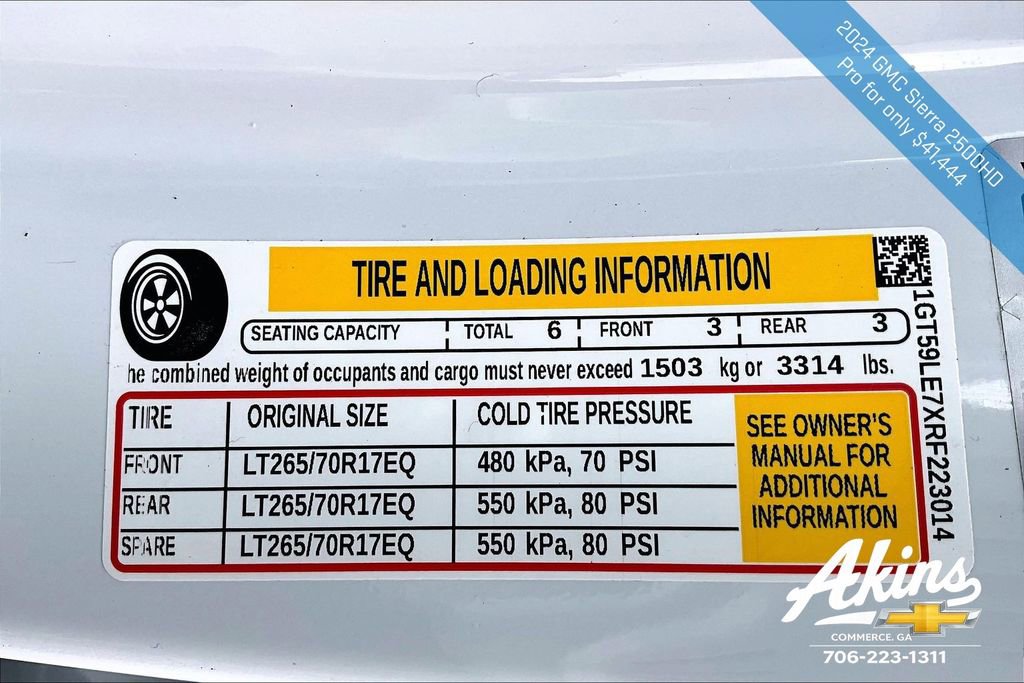 2024 GMC Sierra 2500HD
Pro for only $41,444
TIRE AND LOADING INFORMATION
SEATING CAPACITY TOTAL 6 FRONT 3 REAR 3
he combined weight of occupants and cargo must never exceed 1503 kg or 3314 lbs.
TIRE ORIGINAL SIZE COLD TIRE PRESSURE
FRONT LT265/70R17EQ 480 kPa, 70 PSI
REAR LT265/70R17EQ 550 kPa, 80 PSI
SPARE LT265/70R17EQ 550 kPa, 80 PSI
SEE OWNER'S
MANUAL FOR
ADDITIONAL
INFORMATION
1GT59LE7XRF223014
Akins
COMMERCE, GA
706-223-1311